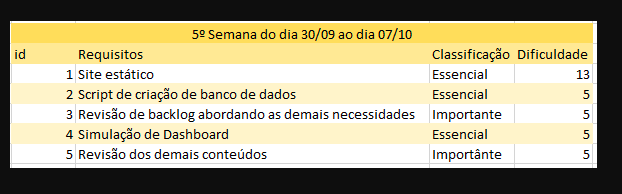 5º Semana do dia 30/09 ao dia 07/10
id Requisitos Classificação Dificuldade
1 Site estático Essencial 13
2 Script de criação de banco de dados Essencial 5
3 Revisão de backlog abordando as demais necessidades Importante 5
4 Simulação de Dashboard Essencial 5
5 Revisão dos demais conteúdos Importânte 5